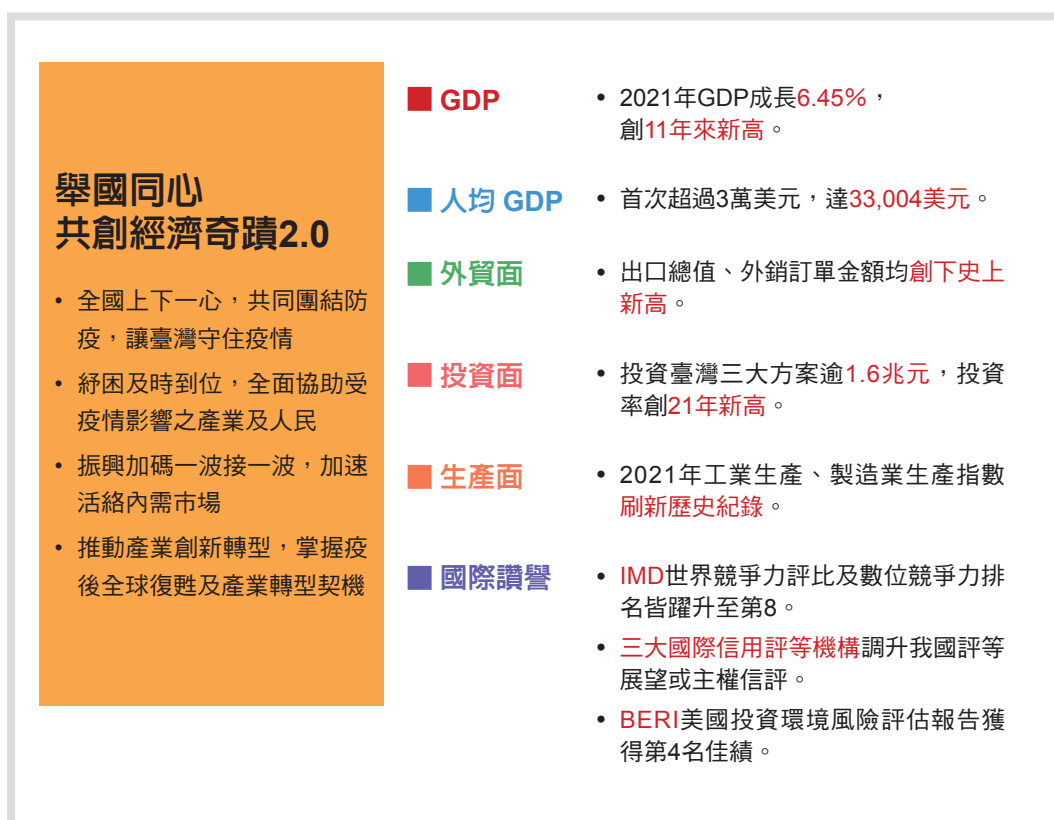 舉國同心
共創經濟奇蹟2.0
• 全國上下一心，共同團結防
疫，讓臺灣守住疫情
• 紓困及時到位，全面協助受
疫情影響之產業及人民
• 振興加碼一波接一波，加速
活絡內需市場
• 推動產業創新轉型，掌握疫
後全球復甦及產業轉型契機
GDP
• 2021年GDP成長6.45%，
創11年來新高。
人均 GDP
• 首次超過3萬美元，達33,004美元。
外貿面
• 出口總值、外銷訂單金額均創下史上
新高。
投資面
• 投資臺灣三大方案逾1.6兆元，投資
率創21年新高。
生產面
• 2021年工業生產、製造業生產指數
刷新歷史紀錄。
國際讚譽
• IMD世界競爭力評比及數位競爭力排
名皆躍升至第8。
• 三大國際信用評等機構調升我國評等
展望或主權信評。
• BERI美國投資環境風險評估報告獲
得第4名佳績。